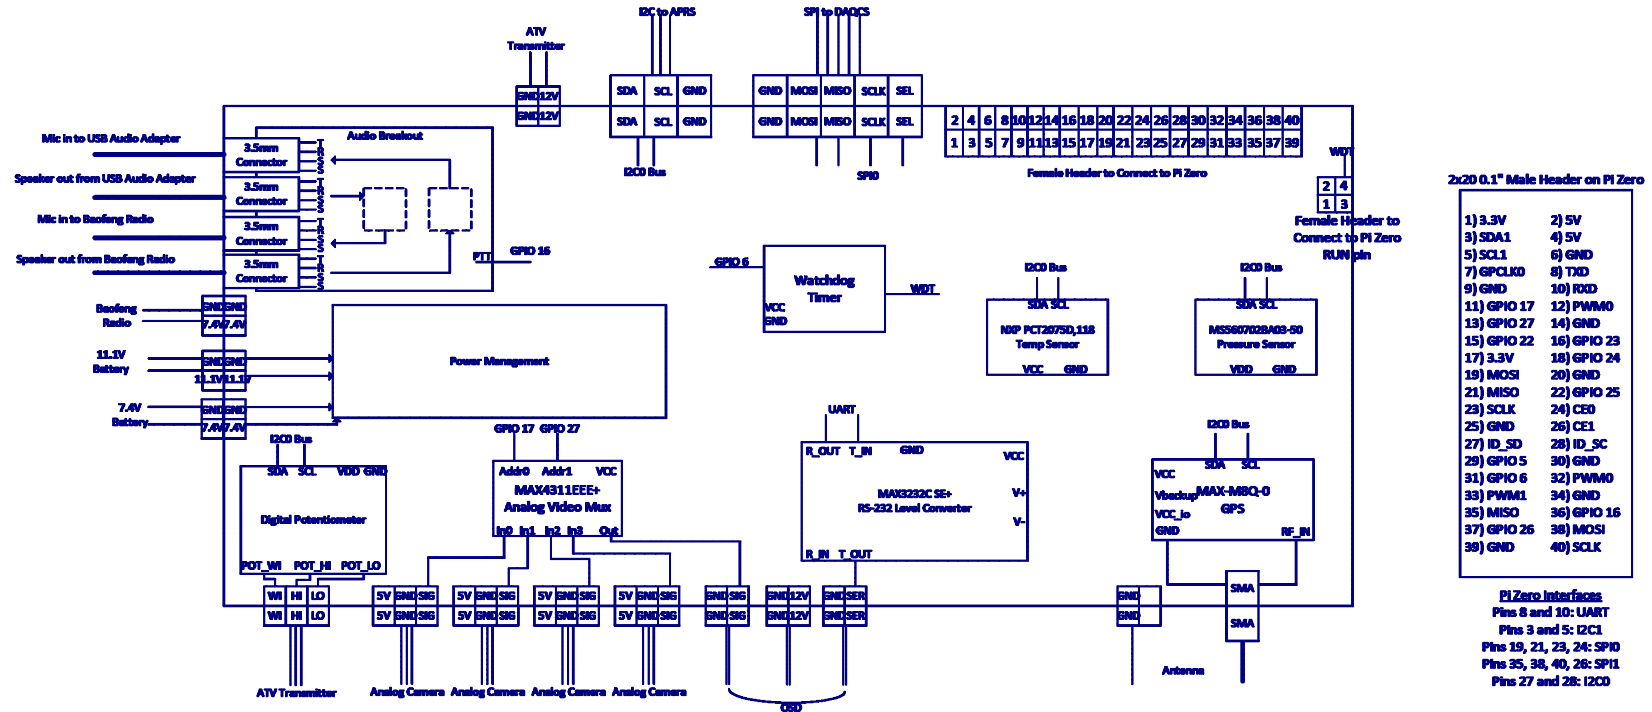 I2C to APRS
SPI to DAQCS
ATV
Transmitter
GND 12V
GND 12V
SDA SCL GND
SDA SCL GND
I2C0 Bus
GND MOSI MISO SCLK SEL
GND MOSI MISO SCLK SEL
SPI0
2 4 6 8 10 12 14 16 18 20 22 24 26 28 30 32 34 36 38 40
1 3 5 7 9 11 13 15 17 19 21 23 25 27 29 31 33 35 37 39
Female Header to Connect to Pi Zero
WDT
2 4
1 3
Female Header to
Connect to Pi Zero
RUN pin
Audio Breakout
Mic in to USB Audio Adapter
3.5mm
Connector
Speaker out from USB Audio Adapter
3.5mm
Connector
Mic in to Baofeng Radio
3.5mm
Connector
Speaker out from Baofeng Radio
3.5mm
Connector
PTT
GPIO 16
Baofeng
Radio
GND GND
7.4V 7.4V
11.1V
Battery
GND GND
11.1V 11.1V
7.4V
Battery
GND GND
7.4V 7.4V
Power Management
GPIO 6
Watchdog
Timer
VCC
GND
WDT
I2C0 Bus
SDA SCL
NXP PCT2075D,118
Temp Sensor
VCC GND
I2C0 Bus
SDA SCL
MS560702BA03-50
Pressure Sensor
VDD GND
I2C0 Bus
SDA SCL VDD GND
Digital Potentiometer
POT_WI POT_HI POT_LO
WI HI LO
WI HI LO
ATV Transmitter
GPIO 17 GPIO 27
Addr0 Addr1 VCC
MAX4311EEE+
Analog Video Mux
In0 In1 In2 In3 Out
5V GND SIG
5V GND SIG
Analog Camera
5V GND SIG
5V GND SIG
Analog Camera
5V GND SIG
5V GND SIG
Analog Camera
5V GND SIG
5V GND SIG
Analog Camera
GND SIG
GND SIG
GND 12V
GND 12V
GND SER
GND SER
OSD
UART
R_OUT T_IN GND VCC
MAX3232C SE+
RS-232 Level Converter
V+
V-
R_IN T_OUT
I2C0 Bus
SDA SCL
VCC
Vbackup
VCC_io
GND
MAX-M8Q-0
GPS
RF_IN
GND
GND
SMA
SMA
Antenna
2x20 0.1" Male Header on Pi Zero
1) 3.3V 2) 5V
3) SDA1 4) 5V
5) SCL1 6) GND
7) GPCLK0 8) TXD
9) GND 10) RXD
11) GPIO 17 12) PWM0
13) GPIO 27 14) GND
15) GPIO 22 16) GPIO 23
17) 3.3V 18) GPIO 24
19) MOSI 20) GND
21) MISO 22) GPIO 25
23) SCLK 24) CE0
25) GND 26) CE1
27) ID_SD 28) ID_SC
29) GPIO 5 30) GND
31) GPIO 6 32) PWM0
33) PWM1 34) GND
35) MISO 36) GPIO 16
37) GPIO 26 38) MOSI
39) GND 40) SCLK
Pi Zero Interfaces
Pins 8 and 10: UART
Pins 3 and 5: I2C1
Pins 19, 21, 23, 24: SPI0
Pins 35, 38, 40, 26: SPI1
Pins 27 and 28: I2C0